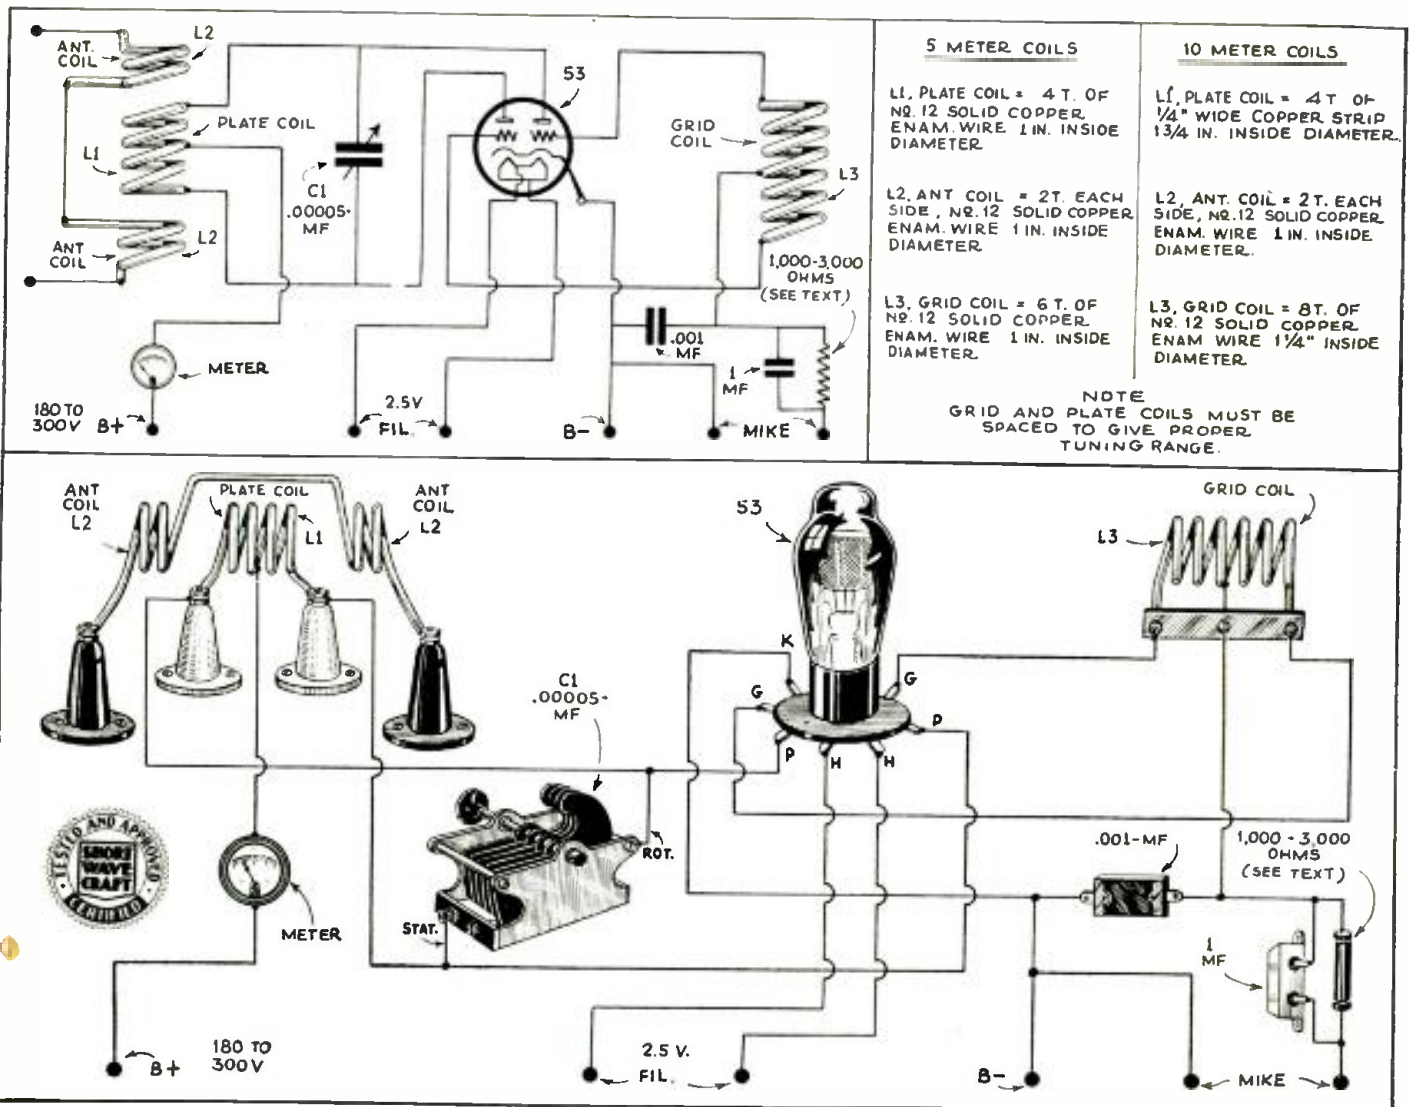 ANT.
COIL
L2
PLATE COIL
L1
ANT
COIL
L2
C1
.00005-
MF
53
GRID
COIL
L3
1,000-3,000
OHMS
(SEE TEXT)
.001
MF
1
MF
METER
180 TO
300V B+
2.5V
FIL.
B-
MIKE
5 METER COILS
L1, PLATE COIL = 4 T. OF
NO. 12 SOLID COPPER
ENAM. WIRE 1 IN. INSIDE
DIAMETER
L2, ANT COIL = 2T. EACH
SIDE, NO. 12 SOLID COPPER
ENAM. WIRE 1 IN. INSIDE
DIAMETER
L3, GRID COIL = 6 T. OF
NO. 12 SOLID COPPER
ENAM. WIRE 1 IN. INSIDE
DIAMETER
10 METER COILS
L1, PLATE COIL = 4 T OF
1/4" WIDE COPPER STRIP
1 3/4 IN. INSIDE DIAMETER
L2, ANT. COIL = 2 T. EACH
SIDE, NO. 12 SOLID COPPER
ENAM. WIRE 1 IN. INSIDE
DIAMETER.
L3, GRID COIL = 8 T. OF
NO. 12 SOLID COPPER
ENAM WIRE 1 1/4" INSIDE
DIAMETER
NOTE
GRID AND PLATE COILS MUST BE
SPACED TO GIVE PROPER
TUNING RANGE.
ANT
COIL
L2
PLATE COIL
L1
ANT
COIL
L2
53
GRID COIL
L3
K
G
G
P
P
H
H
C1
.00005-
MF
ROT.
STAT.
TESTED AND APPROVED
SHORT
WAVE
CRAFT
CERTIFIED
METER
.001-MF
1,000 - 3,000
OHMS
(SEE TEXT)
1
MF
B+
180 TO
300V
2.5 V.
FIL.
B-
MIKE